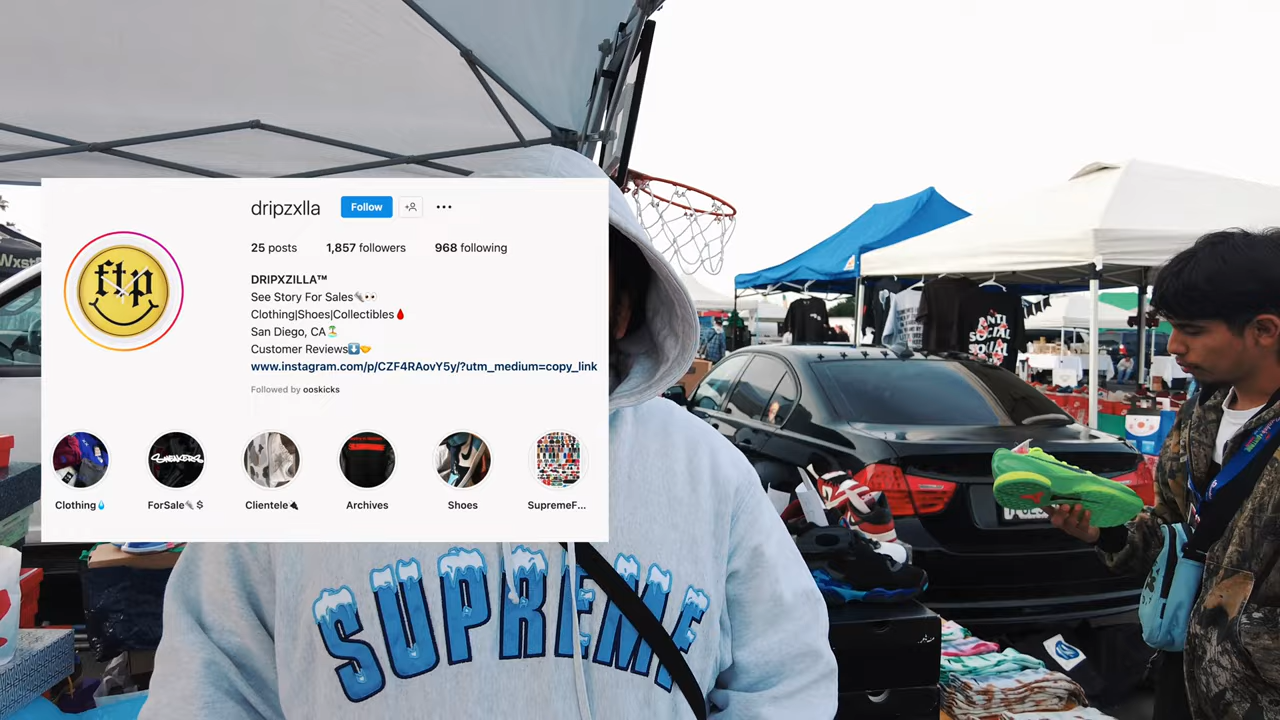 dripzxlla
Follow
25 posts 1,857 followers 968 following
DRIPXZILLA™
See Story For Sales🔌👀
Clothing|Shoes|Collectibles🩸
San Diego, CA🏝️
Customer Reviews⬇️🤝
www.instagram.com/p/CZF4RAovY5y/?utm_medium=copy_link
Followed by ooskicks
ftp
SNEAKERS
Clothing💧 ForSale🔌💲 Clientele🔌 Archives Shoes SupremeF...
SUPREME
ANTI
SOCIAL
SOCIAL